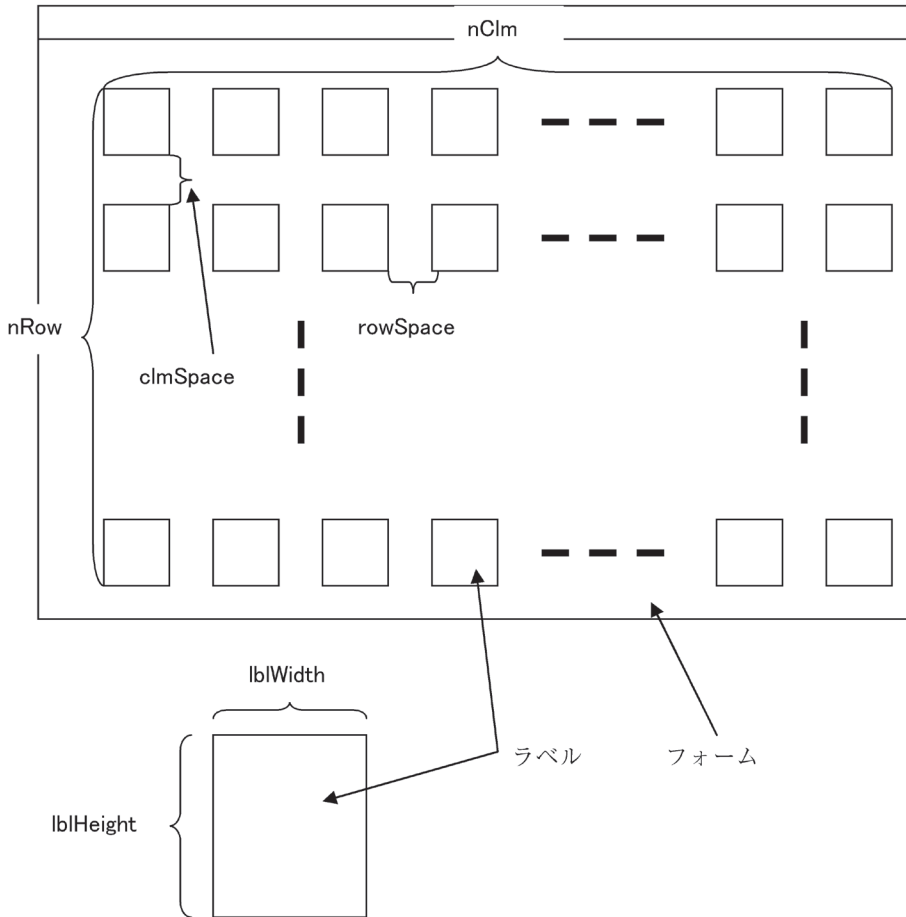 nClm
nRow
rowSpace
clmSpace
lblWidth
ラベル
フォーム
lblHeight